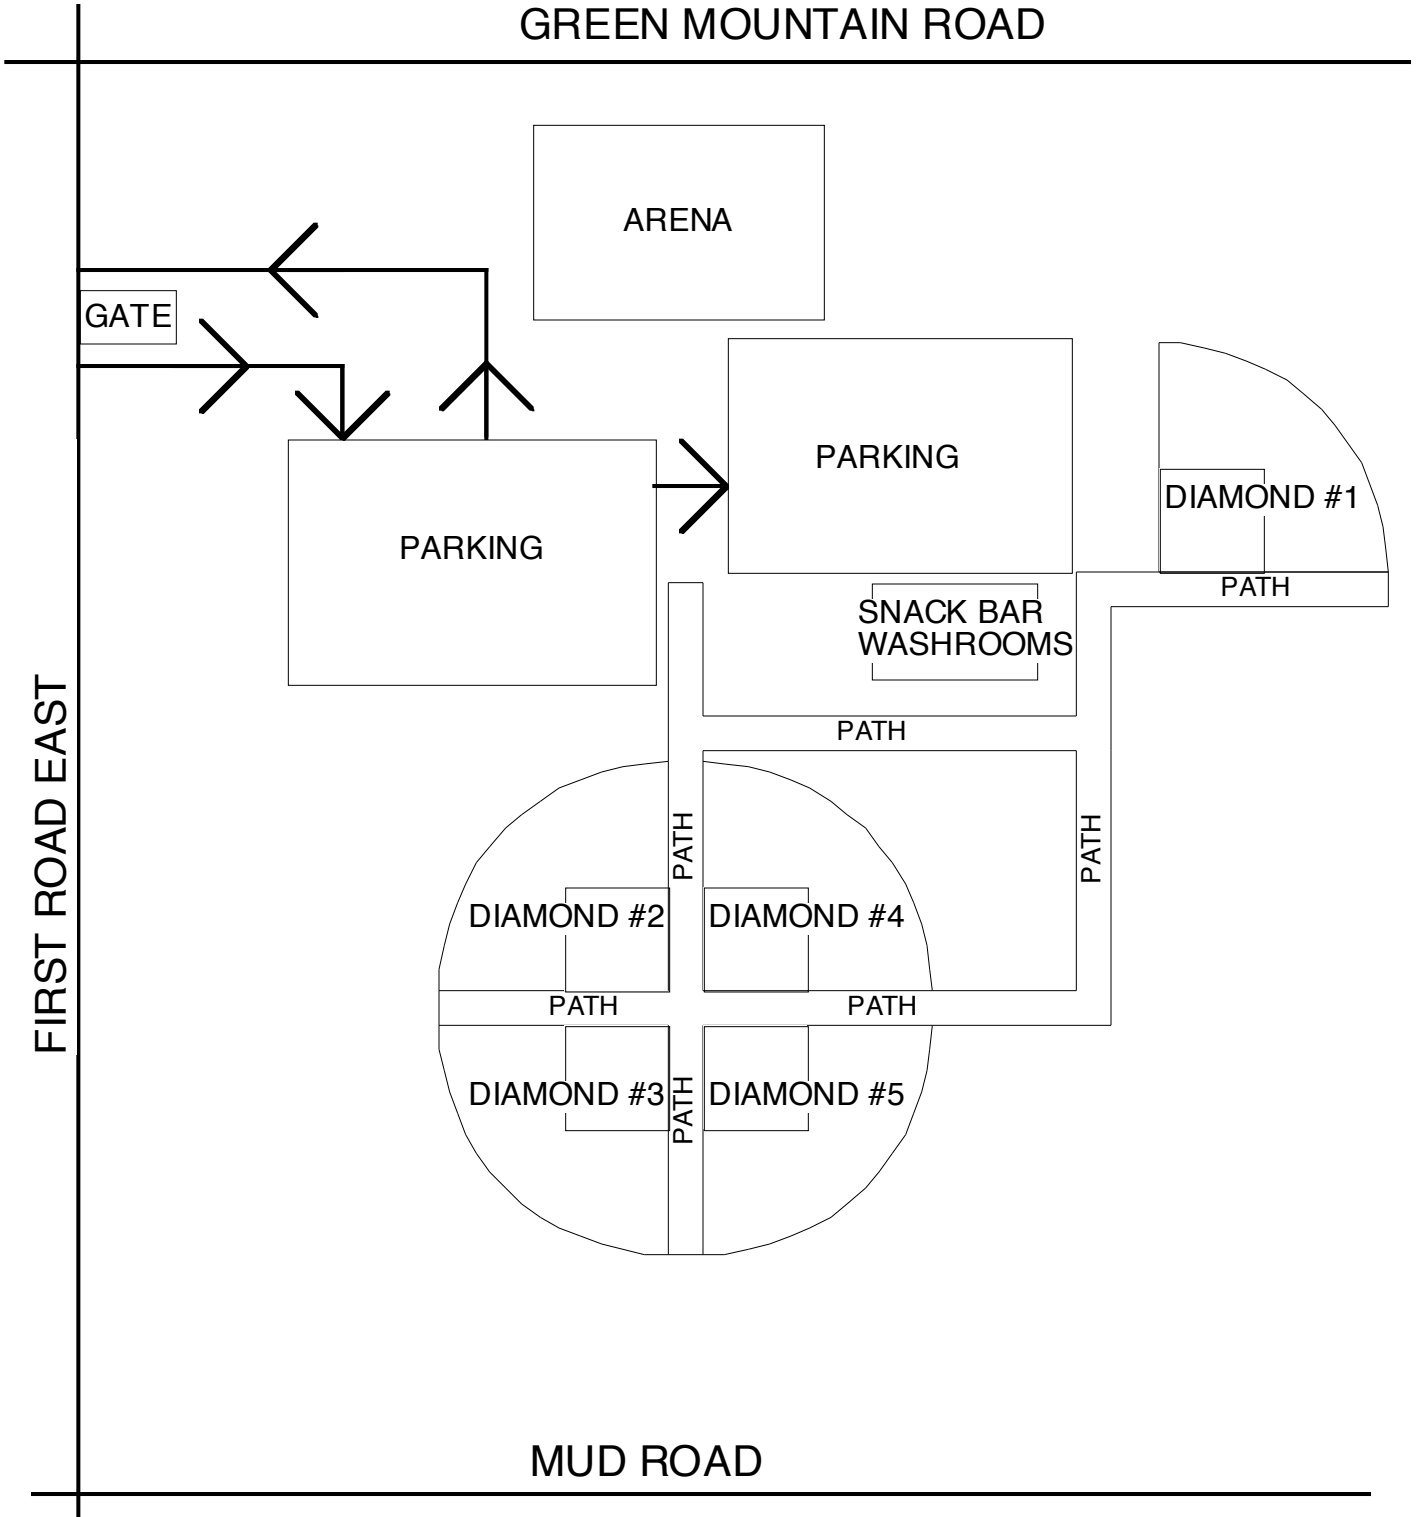 GREEN MOUNTAIN ROAD
ARENA
GATE
PARKING
DIAMOND #1
PARKING
PATH
SNACK BAR
WASHROOMS
PATH
FIRST ROAD EAST
PATH
PATH
DIAMOND #2
DIAMOND #4
PATH
PATH
DIAMOND #3
PATH
DIAMOND #5
MUD ROAD